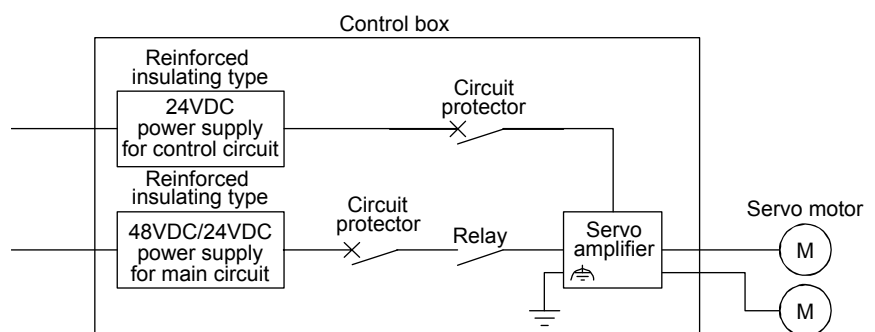 Control box
Reinforced
insulating type
24VDC
power supply
for control circuit
Circuit
protector
Reinforced
insulating type
48VDC/24VDC
power supply
for main circuit
Circuit
protector
Relay
Servo
amplifier
Servo motor
M
M